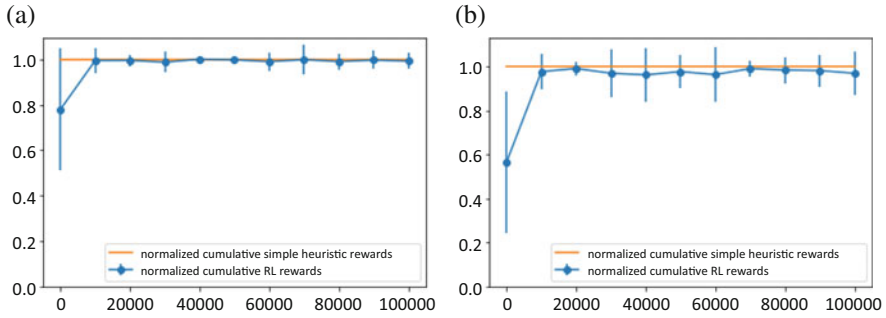 (a)
1.0
0.8
0.6
0.4
0.2
0.0
normalized cumulative simple heuristic rewards
normalized cumulative RL rewards
0 20000 40000 60000 80000 100000
(b)
1.0
0.8
0.6
0.4
0.2
0.0
normalized cumulative simple heuristic rewards
normalized cumulative RL rewards
0 20000 40000 60000 80000 100000